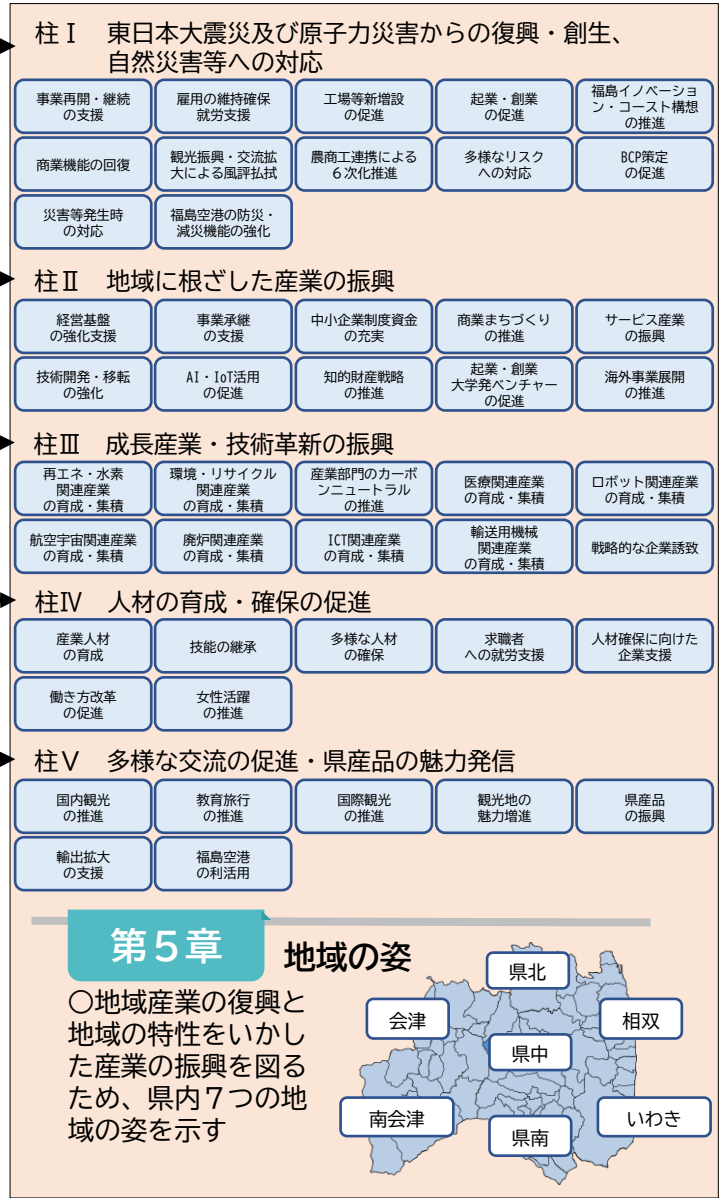 柱Ⅰ 東日本大震災及び原子力災害からの復興・創生、
自然災害等への対応
事業再開・継続
の支援
雇用の維持確保
就労支援
工場等新増設
の促進
起業・創業
の促進
福島イノベーショ
ン・コースト構想
の推進
商業機能の回復
観光振興・交流拡
大による風評払拭
農商工連携による
6次化推進
多様なリスク
への対応
BCP策定
の促進
災害等発生時
の対応
福島空港の防災・
減災機能の強化
柱Ⅱ 地域に根ざした産業の振興
経営基盤
の強化支援
事業承継
の支援
中小企業制度資金
の充実
商業まちづくり
の推進
サービス産業
の振興
技術開発・移転
の強化
AI・IoT活用
の促進
知的財産戦略
の推進
起業・創業
大学発ベンチャー
の促進
海外事業展開
の推進
柱Ⅲ 成長産業・技術革新の振興
再エネ・水素
関連産業
の育成・集積
環境・リサイクル
関連産業
の育成・集積
産業部門のカーボ
ンニュートラル
の推進
医療関連産業
の育成・集積
ロボット関連産業
の育成・集積
航空宇宙関連産業
の育成・集積
廃炉関連産業
の育成・集積
ICT関連産業
の育成・集積
輸送用機械
関連産業
の育成・集積
戦略的な企業誘致
柱Ⅳ 人材の育成・確保の促進
産業人材
の育成
技能の継承
多様な人材
の確保
求職者
への就労支援
人材確保に向けた
企業支援
働き方改革
の促進
女性活躍
の推進
柱Ⅴ 多様な交流の促進・県産品の魅力発信
国内観光
の推進
教育旅行
の推進
国際観光
の推進
観光地の
魅力増進
県産品
の振興
輸出拡大
の支援
福島空港
の利活用
第5章 地域の姿
〇地域産業の復興と
地域の特性をいかし
た産業の振興を図る
ため、県内7つの地
域の姿を示す
県北
会津
相双
県中
南会津
いわき
県南